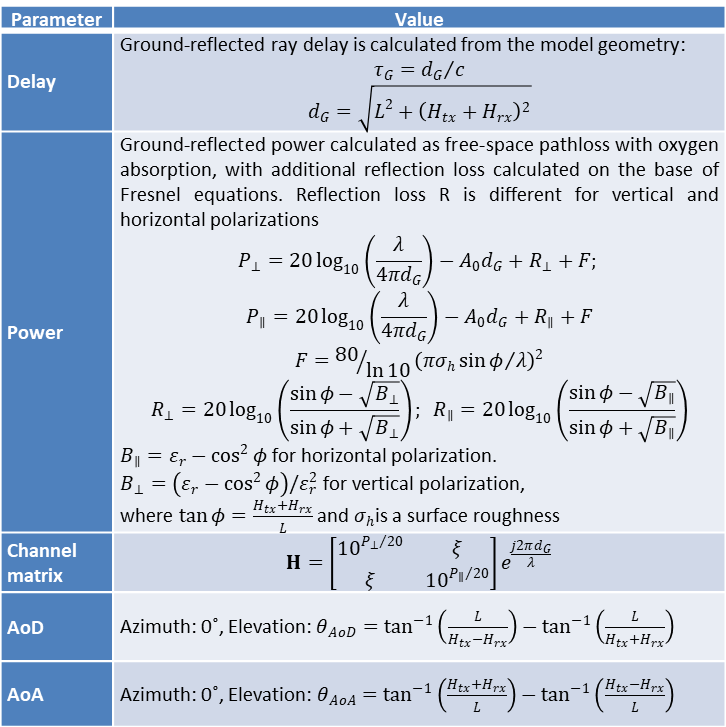 Parameter Value
Delay
Ground-reflected ray delay is calculated from the model geometry:
τ_G = d_G/c
d_G = √(L² + (H_tx + H_rx)²)
Power
Ground-reflected power calculated as free-space pathloss with oxygen
absorption, with additional reflection loss calculated on the base of
Fresnel equations. Reflection loss R is different for vertical and
horizontal polarizations
P_⊥ = 20 log₁₀(λ/(4πd_G)) − A₀d_G + R_⊥ + F;
P_∥ = 20 log₁₀(λ/(4πd_G)) − A₀d_G + R_∥ + F
F = 80/ln 10 (πσ_h sin ϕ/λ)²
R_⊥ = 20 log₁₀((sin ϕ − √B_⊥)/(sin ϕ + √B_⊥)); R_∥ = 20 log₁₀((sin ϕ − √B_∥)/(sin ϕ + √B_∥))
B_∥ = ε_r − cos² ϕ for horizontal polarization.
B_⊥ = (ε_r − cos² ϕ)/ε_r² for vertical polarization,
where tan ϕ = (H_tx+H_rx)/L and σ_h is a surface roughness
Channel
matrix
H = [10^(P_⊥/20) ξ
ξ 10^(P_∥/20)] e^(j2πd_G/λ)
AoD
Azimuth: 0˚, Elevation: θ_AoD = tan⁻¹(L/(H_tx−H_rx)) − tan⁻¹(L/(H_tx+H_rx))
AoA
Azimuth: 0˚, Elevation: θ_AoA = tan⁻¹((H_tx+H_rx)/L) − tan⁻¹((H_tx−H_rx)/L)